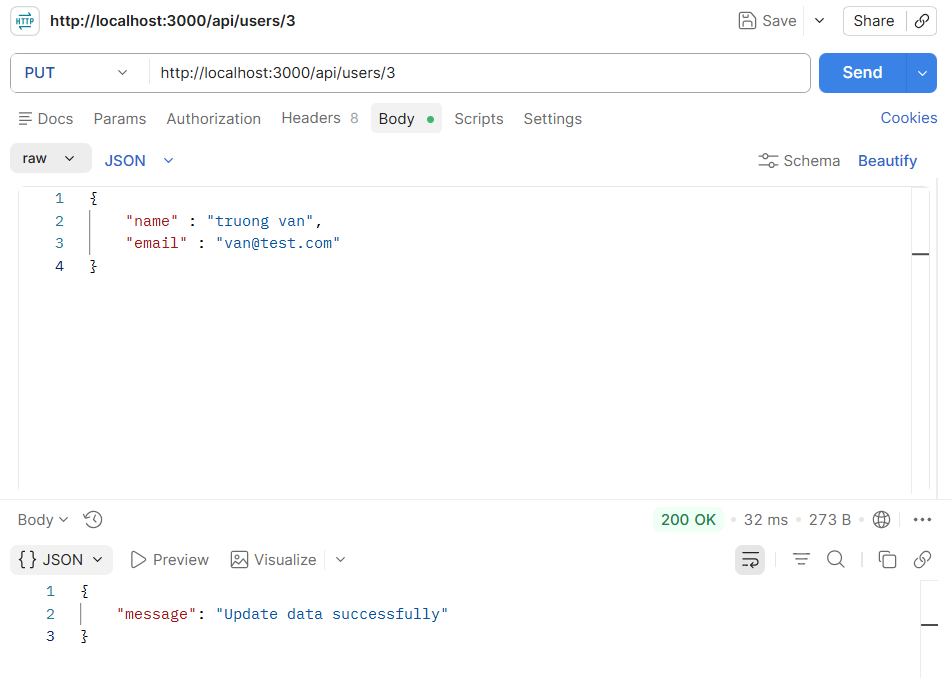 HTTP http://localhost:3000/api/users/3 Save Share
PUT http://localhost:3000/api/users/3 Send
Docs Params Authorization Headers 8 Body Scripts Settings Cookies
raw JSON Schema Beautify
1 {
2 "name" : "truong van",
3 "email" : "van@test.com"
4 }
Body 200 OK 32 ms 273 B
{} JSON Preview Visualize
1 {
2 "message": "Update data successfully"
3 }